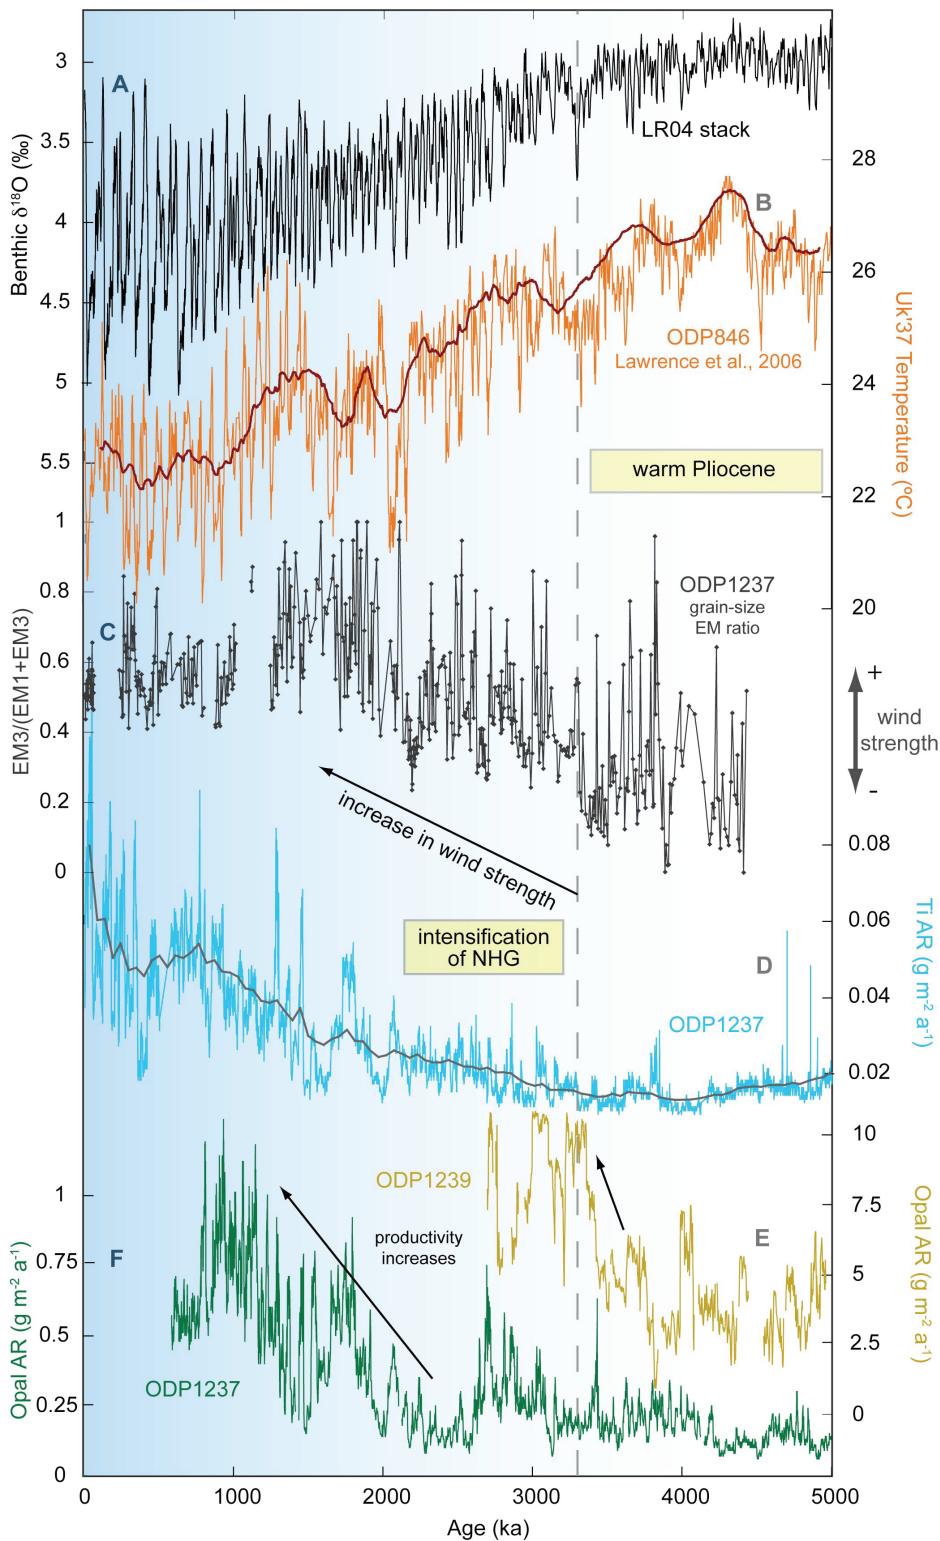 A
3
3.5
4
4.5
5
5.5
Benthic δ¹⁸O (‰)
LR04 stack
B
28
26
24
22
20
Uk'37 Temperature (ºC)
ODP846
Lawrence et al., 2006
warm Pliocene
1
0.8
0.6
0.4
0.2
0
EM3/(EM1+EM3)
C
ODP1237
grain-size
EM ratio
+
wind
strength
-
increase in wind strength
intensification
of NHG
D
ODP1237
0.08
0.06
0.04
0.02
Ti AR (g m⁻² a⁻¹)
ODP1239
E
10
7.5
5
2.5
0
Opal AR (g m⁻² a⁻¹)
productivity
increases
F
1
0.75
0.5
0.25
0
Opal AR (g m⁻² a⁻¹)
ODP1237
0
1000
2000
3000
4000
5000
Age (ka)